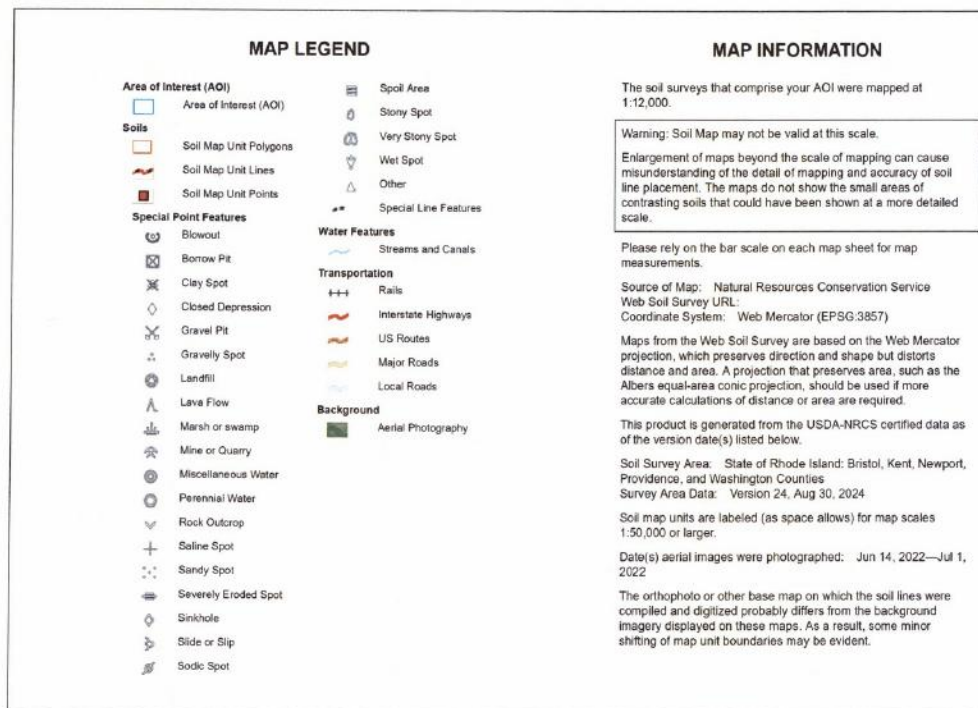 MAP LEGEND
Area of Interest (AOI)
Area of Interest (AOI)
Soils
Soil Map Unit Polygons
Soil Map Unit Lines
Soil Map Unit Points
Special Point Features
Blowout
Borrow Pit
Clay Spot
Closed Depression
Gravel Pit
Gravelly Spot
Landfill
Lava Flow
Marsh or swamp
Mine or Quarry
Miscellaneous Water
Perennial Water
Rock Outcrop
Saline Spot
Sandy Spot
Severely Eroded Spot
Sinkhole
Slide or Slip
Sodic Spot
Spoil Area
Stony Spot
Very Stony Spot
Wet Spot
Other
Special Line Features
Water Features
Streams and Canals
Transportation
Rails
Interstate Highways
US Routes
Major Roads
Local Roads
Background
Aerial Photography
MAP INFORMATION
The soil surveys that comprise your AOI were mapped at
1:12,000.
Warning: Soil Map may not be valid at this scale.
Enlargement of maps beyond the scale of mapping can cause
misunderstanding of the detail of mapping and accuracy of soil
line placement. The maps do not show the small areas of
contrasting soils that could have been shown at a more detailed
scale.
Please rely on the bar scale on each map sheet for map
measurements.
Source of Map: Natural Resources Conservation Service
Web Soil Survey URL:
Coordinate System: Web Mercator (EPSG:3857)
Maps from the Web Soil Survey are based on the Web Mercator
projection, which preserves direction and shape but distorts
distance and area. A projection that preserves area, such as the
Albers equal-area conic projection, should be used if more
accurate calculations of distance or area are required.
This product is generated from the USDA-NRCS certified data as
of the version date(s) listed below.
Soil Survey Area: State of Rhode Island: Bristol, Kent, Newport,
Providence, and Washington Counties
Survey Area Data: Version 24, Aug 30, 2024
Soil map units are labeled (as space allows) for map scales
1:50,000 or larger.
Date(s) aerial images were photographed: Jun 14, 2022—Jul 1,
2022
The orthophoto or other base map on which the soil lines were
compiled and digitized probably differs from the background
imagery displayed on these maps. As a result, some minor
shifting of map unit boundaries may be evident.